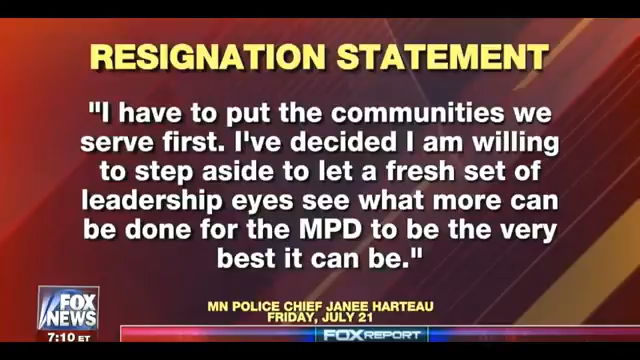 RESIGNATION STATEMENT
"I have to put the communities we
serve first. I've decided I am willing
to step aside to let a fresh set of
leadership eyes see what more can
be done for the MPD to be the very
best it can be."
MN POLICE CHIEF JANEE HARTEAU
FRIDAY, JULY 21
FOX
NEWS
7:10 ET
FOX REPORT